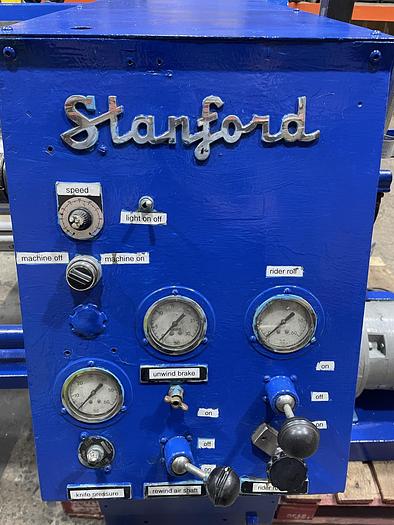 Stanford
speed
light on off
machine off
machine on
rider roll
unwind brake
on
off
on
on
off
on
knife pressure
rewind air shaft